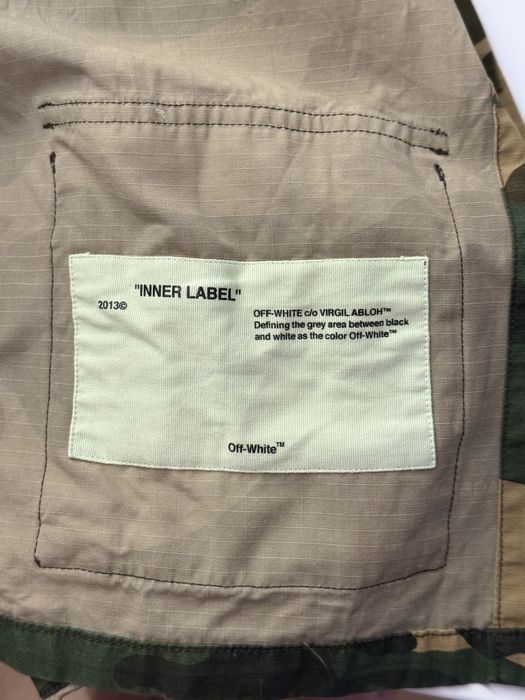 "INNER LABEL"
2013©
OFF-WHITE c/o VIRGIL ABLOH™
Defining the grey area between black
and white as the color Off-White™
Off-White™